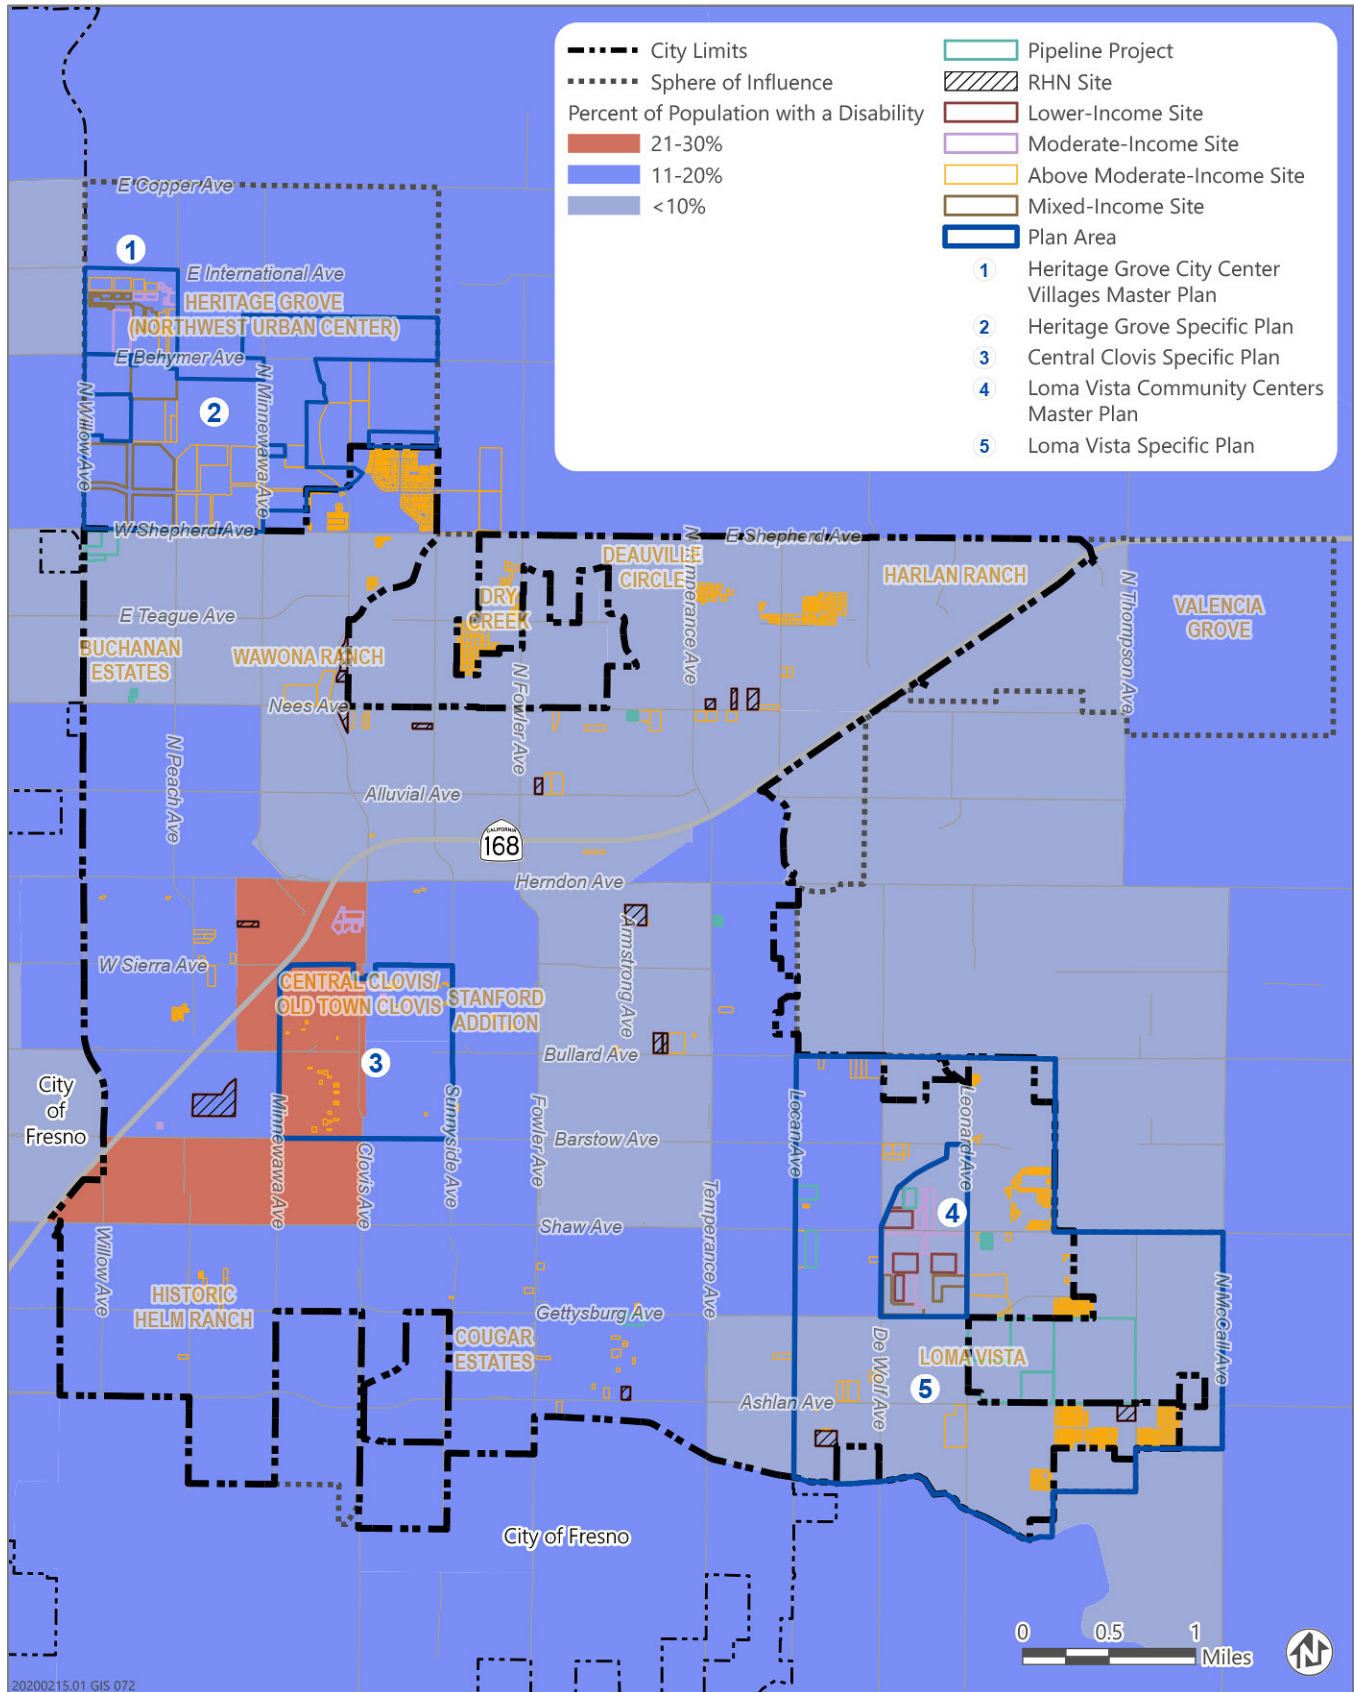 City Limits
Sphere of Influence
Percent of Population with a Disability
21-30%
11-20%
<10%
Pipeline Project
RHN Site
Lower-Income Site
Moderate-Income Site
Above Moderate-Income Site
Mixed-Income Site
Plan Area
1 Heritage Grove City Center
Villages Master Plan
2 Heritage Grove Specific Plan
3 Central Clovis Specific Plan
4 Loma Vista Community Centers
Master Plan
5 Loma Vista Specific Plan
E Copper Ave
1
E International Ave
HERITAGE GROVE
(NORTHWEST URBAN CENTER)
E Behymer Ave
N Willow Ave
2
N Minnewawa Ave
W Shepherd Ave
E Shepherd Ave
N Temperance Ave
DEAUVILLE
CIRCLE
HARLAN RANCH
N Thompson Ave
VALENCIA
GROVE
DRY
CREEK
E Teague Ave
BUCHANAN
ESTATES
WAWONA RANCH
Nees Ave
N Fowler Ave
N Peach Ave
Alluvial Ave
CALIFORNIA
168
Herndon Ave
Armstrong Ave
W Sierra Ave
CENTRAL CLOVIS/
OLD TOWN CLOVIS
STANFORD
ADDITION
3
Bullard Ave
City
of
Fresno
Minnewawa Ave
Clovis Ave
Sunnyside Ave
Fowler Ave
Barstow Ave
Locan Ave
Leonard Ave
Temperance Ave
4
Shaw Ave
Willow Ave
HISTORIC
HELM RANCH
Gettysburg Ave
COUGAR
ESTATES
De Wolf Ave
LOMA VISTA
N McCall Ave
5
Ashlan Ave
City of Fresno
0 0.5 1
Miles
N
20200215.01 GIS 072